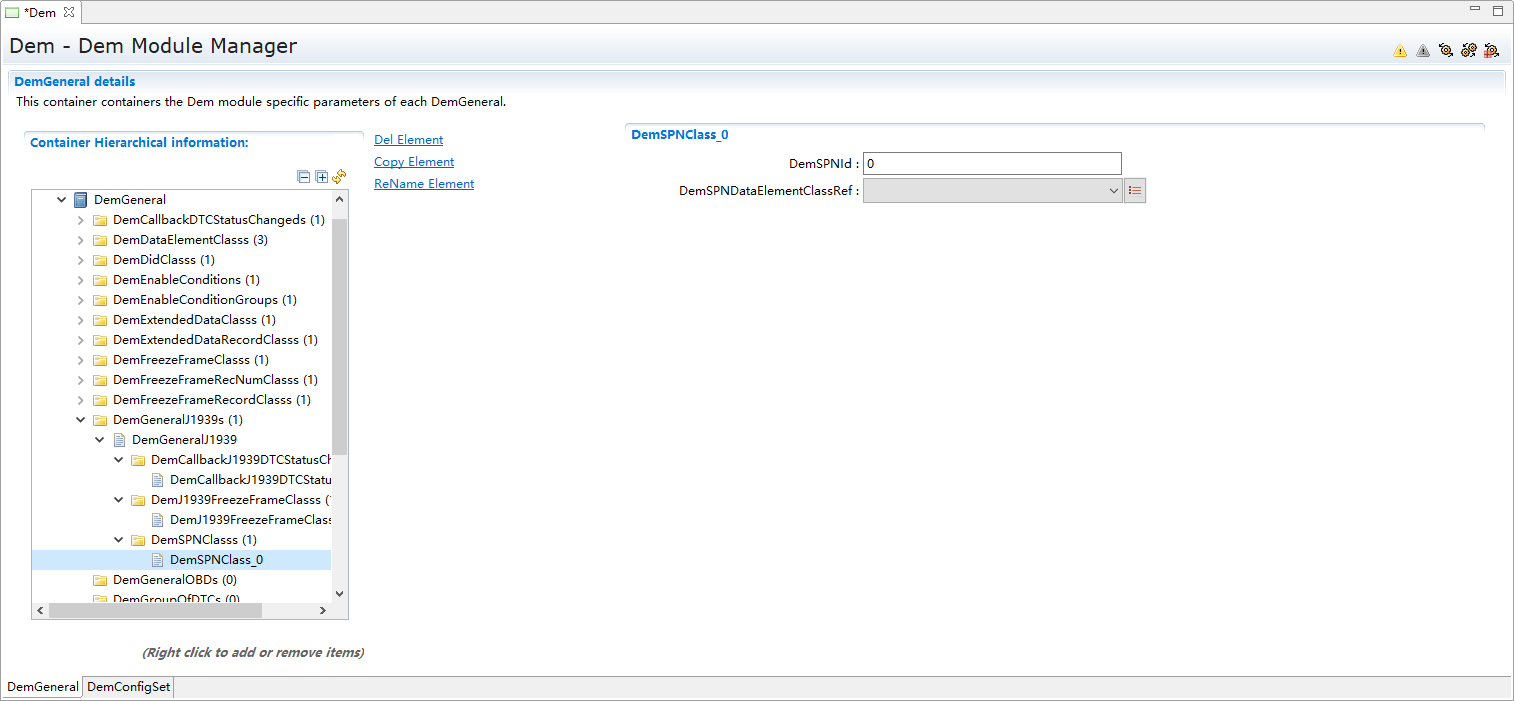 *Dem
Dem - Dem Module Manager
DemGeneral details
This container containers the Dem module specific parameters of each DemGeneral.
Container Hierarchical information:
DemGeneral
DemCallbackDTCStatusChangeds (1)
DemDataElementClasss (3)
DemDidClasss (1)
DemEnableConditions (1)
DemEnableConditionGroups (1)
DemExtendedDataClasss (1)
DemExtendedDataRecordClasss (1)
DemFreezeFrameClasss (1)
DemFreezeFrameRecNumClasss (1)
DemFreezeFrameRecordClasss (1)
DemGeneralJ1939s (1)
DemGeneralJ1939
DemCallbackJ1939DTCStatusCh
DemCallbackJ1939DTCStatu
DemJ1939FreezeFrameClasss (
DemJ1939FreezeFrameClass
DemSPNClasss (1)
DemSPNClass_0
DemGeneralOBDs (0)
DemGroupOfDTCs (0)
(Right click to add or remove items)
Del Element
Copy Element
ReName Element
DemSPNClass_0
DemSPNId : 0
DemSPNDataElementClassRef :
DemGeneral DemConfigSet